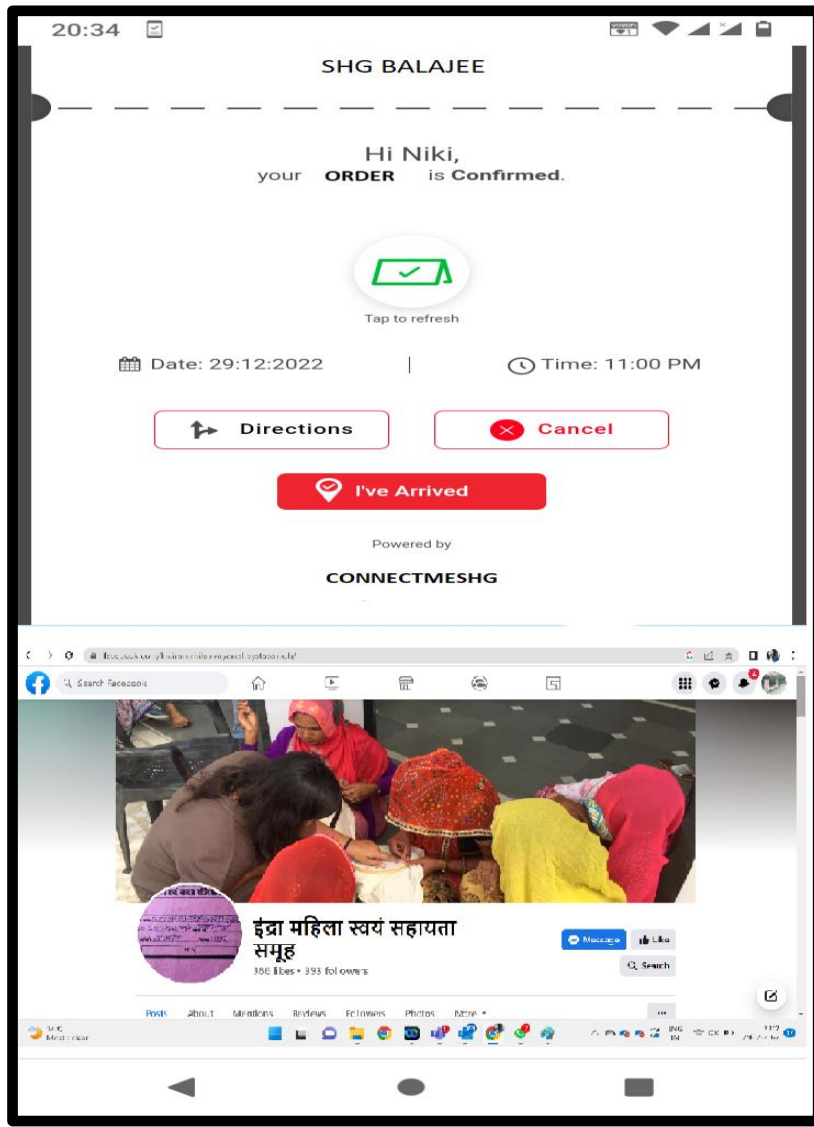 20:34
SHG BALAJEE
Hi Niki,
your ORDER is Confirmed.
Tap to refresh
Date: 29:12:2022 | Time: 11:00 PM
Directions Cancel
I've Arrived
Powered by
CONNECTMESHG
Search Facebook
इंद्रा महिला स्वयं सहायता
समूह
386 likes • 393 followers
Message Like
Search
Posts About Mentions Reviews Followers Photos More
ENG
IN